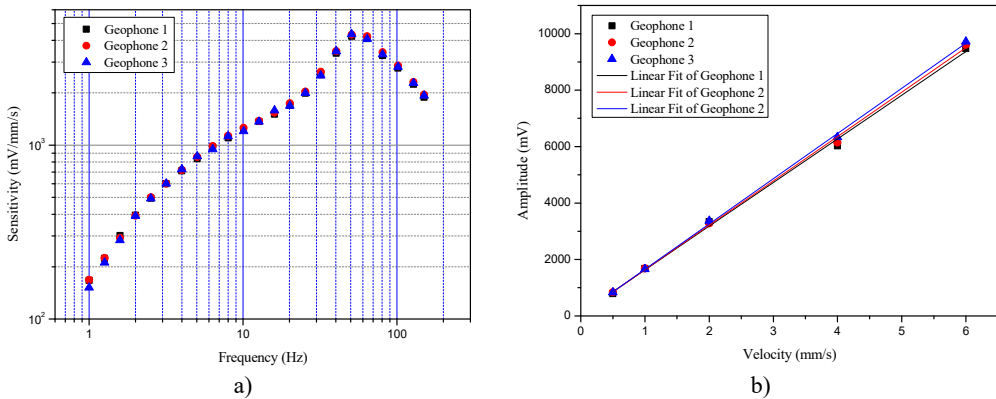 Geophone 1
Geophone 2
Geophone 3
10^3
10^2
Sensitivity (mV/mm/s)
1
10
100
Frequency (Hz)
a)
Geophone 1
Geophone 2
Geophone 3
Linear Fit of Geophone 1
Linear Fit of Geophone 2
Linear Fit of Geophone 2
10000
8000
6000
4000
2000
0
Amplitude (mV)
1
2
3
4
5
6
Velocity (mm/s)
b)